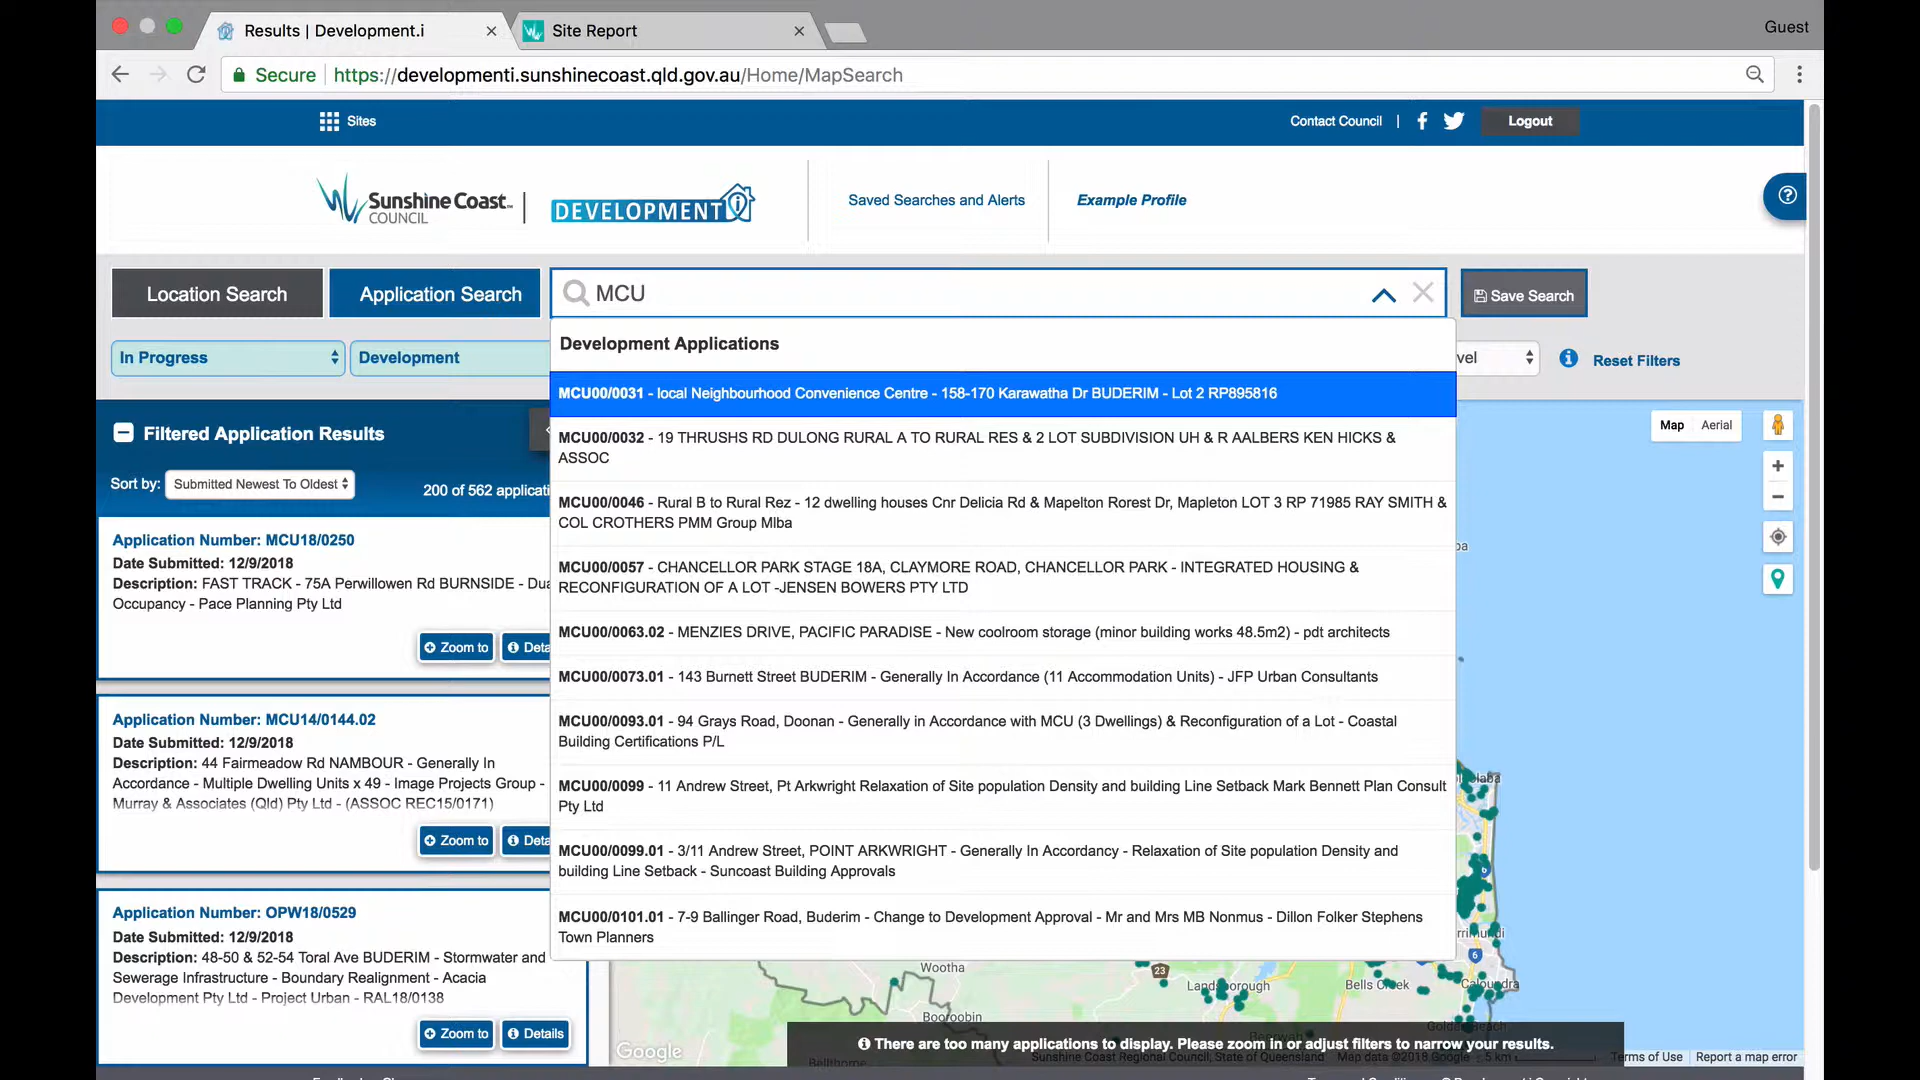 Results | Development.i
Site Report
Guest
Secure
https://developmenti.sunshinecoast.qld.gov.au/Home/MapSearch
Sites
Contact Council |
Logout
Sunshine Coast
COUNCIL
DEVELOPMENT
Saved Searches and Alerts
Example Profile
Location Search
Application Search
MCU
Save Search
In Progress
Development
vel
Reset Filters
Development Applications
MCU00/0031 - local Neighbourhood Convenience Centre - 158-170 Karawatha Dr BUDERIM - Lot 2 RP895816
MCU00/0032 - 19 THRUSHS RD DULONG RURAL A TO RURAL RES & 2 LOT SUBDIVISION UH & R AALBERS KEN HICKS &
ASSOC
MCU00/0046 - Rural B to Rural Rez - 12 dwelling houses Cnr Delicia Rd & Mapelton Rorest Dr, Mapleton LOT 3 RP 71985 RAY SMITH &
COL CROTHERS PMM Group Mlba
MCU00/0057 - CHANCELLOR PARK STAGE 18A, CLAYMORE ROAD, CHANCELLOR PARK - INTEGRATED HOUSING &
RECONFIGURATION OF A LOT -JENSEN BOWERS PTY LTD
MCU00/0063.02 - MENZIES DRIVE, PACIFIC PARADISE - New coolroom storage (minor building works 48.5m2) - pdt architects
MCU00/0073.01 - 143 Burnett Street BUDERIM - Generally In Accordance (11 Accommodation Units) - JFP Urban Consultants
MCU00/0093.01 - 94 Grays Road, Doonan - Generally in Accordance with MCU (3 Dwellings) & Reconfiguration of a Lot - Coastal
Building Certifications P/L
MCU00/0099 - 11 Andrew Street, Pt Arkwright Relaxation of Site population Density and building Line Setback Mark Bennett Plan Consult
Pty Ltd
MCU00/0099.01 - 3/11 Andrew Street, POINT ARKWRIGHT - Generally In Accordancy - Relaxation of Site population Density and
building Line Setback - Suncoast Building Approvals
MCU00/0101.01 - 7-9 Ballinger Road, Buderim - Change to Development Approval - Mr and Mrs MB Nonmus - Dillon Folker Stephens
Town Planners
Filtered Application Results
Sort by: Submitted Newest To Oldest
200 of 562 applicati
Application Number: MCU18/0250
Date Submitted: 12/9/2018
Description: FAST TRACK - 75A Perwillowen Rd BURNSIDE - Dua
Occupancy - Pace Planning Pty Ltd
Zoom to
Deta
Application Number: MCU14/0144.02
Date Submitted: 12/9/2018
Description: 44 Fairmeadow Rd NAMBOUR - Generally In
Accordance - Multiple Dwelling Units x 49 - Image Projects Group -
Murray & Associates (Qld) Pty Ltd - (ASSOC REC15/0171)
Zoom to
Deta
Application Number: OPW18/0529
Date Submitted: 12/9/2018
Description: 48-50 & 52-54 Toral Ave BUDERIM - Stormwater and
Sewerage Infrastructure - Boundary Realignment - Acacia
Development Pty Ltd - Project Urban - RAL18/0138
Zoom to
Details
Map
Aerial
Wootha
23
Landsborough
Bells Creek
6
Caloundra
Booroobin
Golden Beach
Google
There are too many applications to display. Please zoom in or adjust filters to narrow your results.
Sunshine Coast Regional Council, State of Queensland Map data ©2018 Google 5 km
Terms of Use
Report a map error